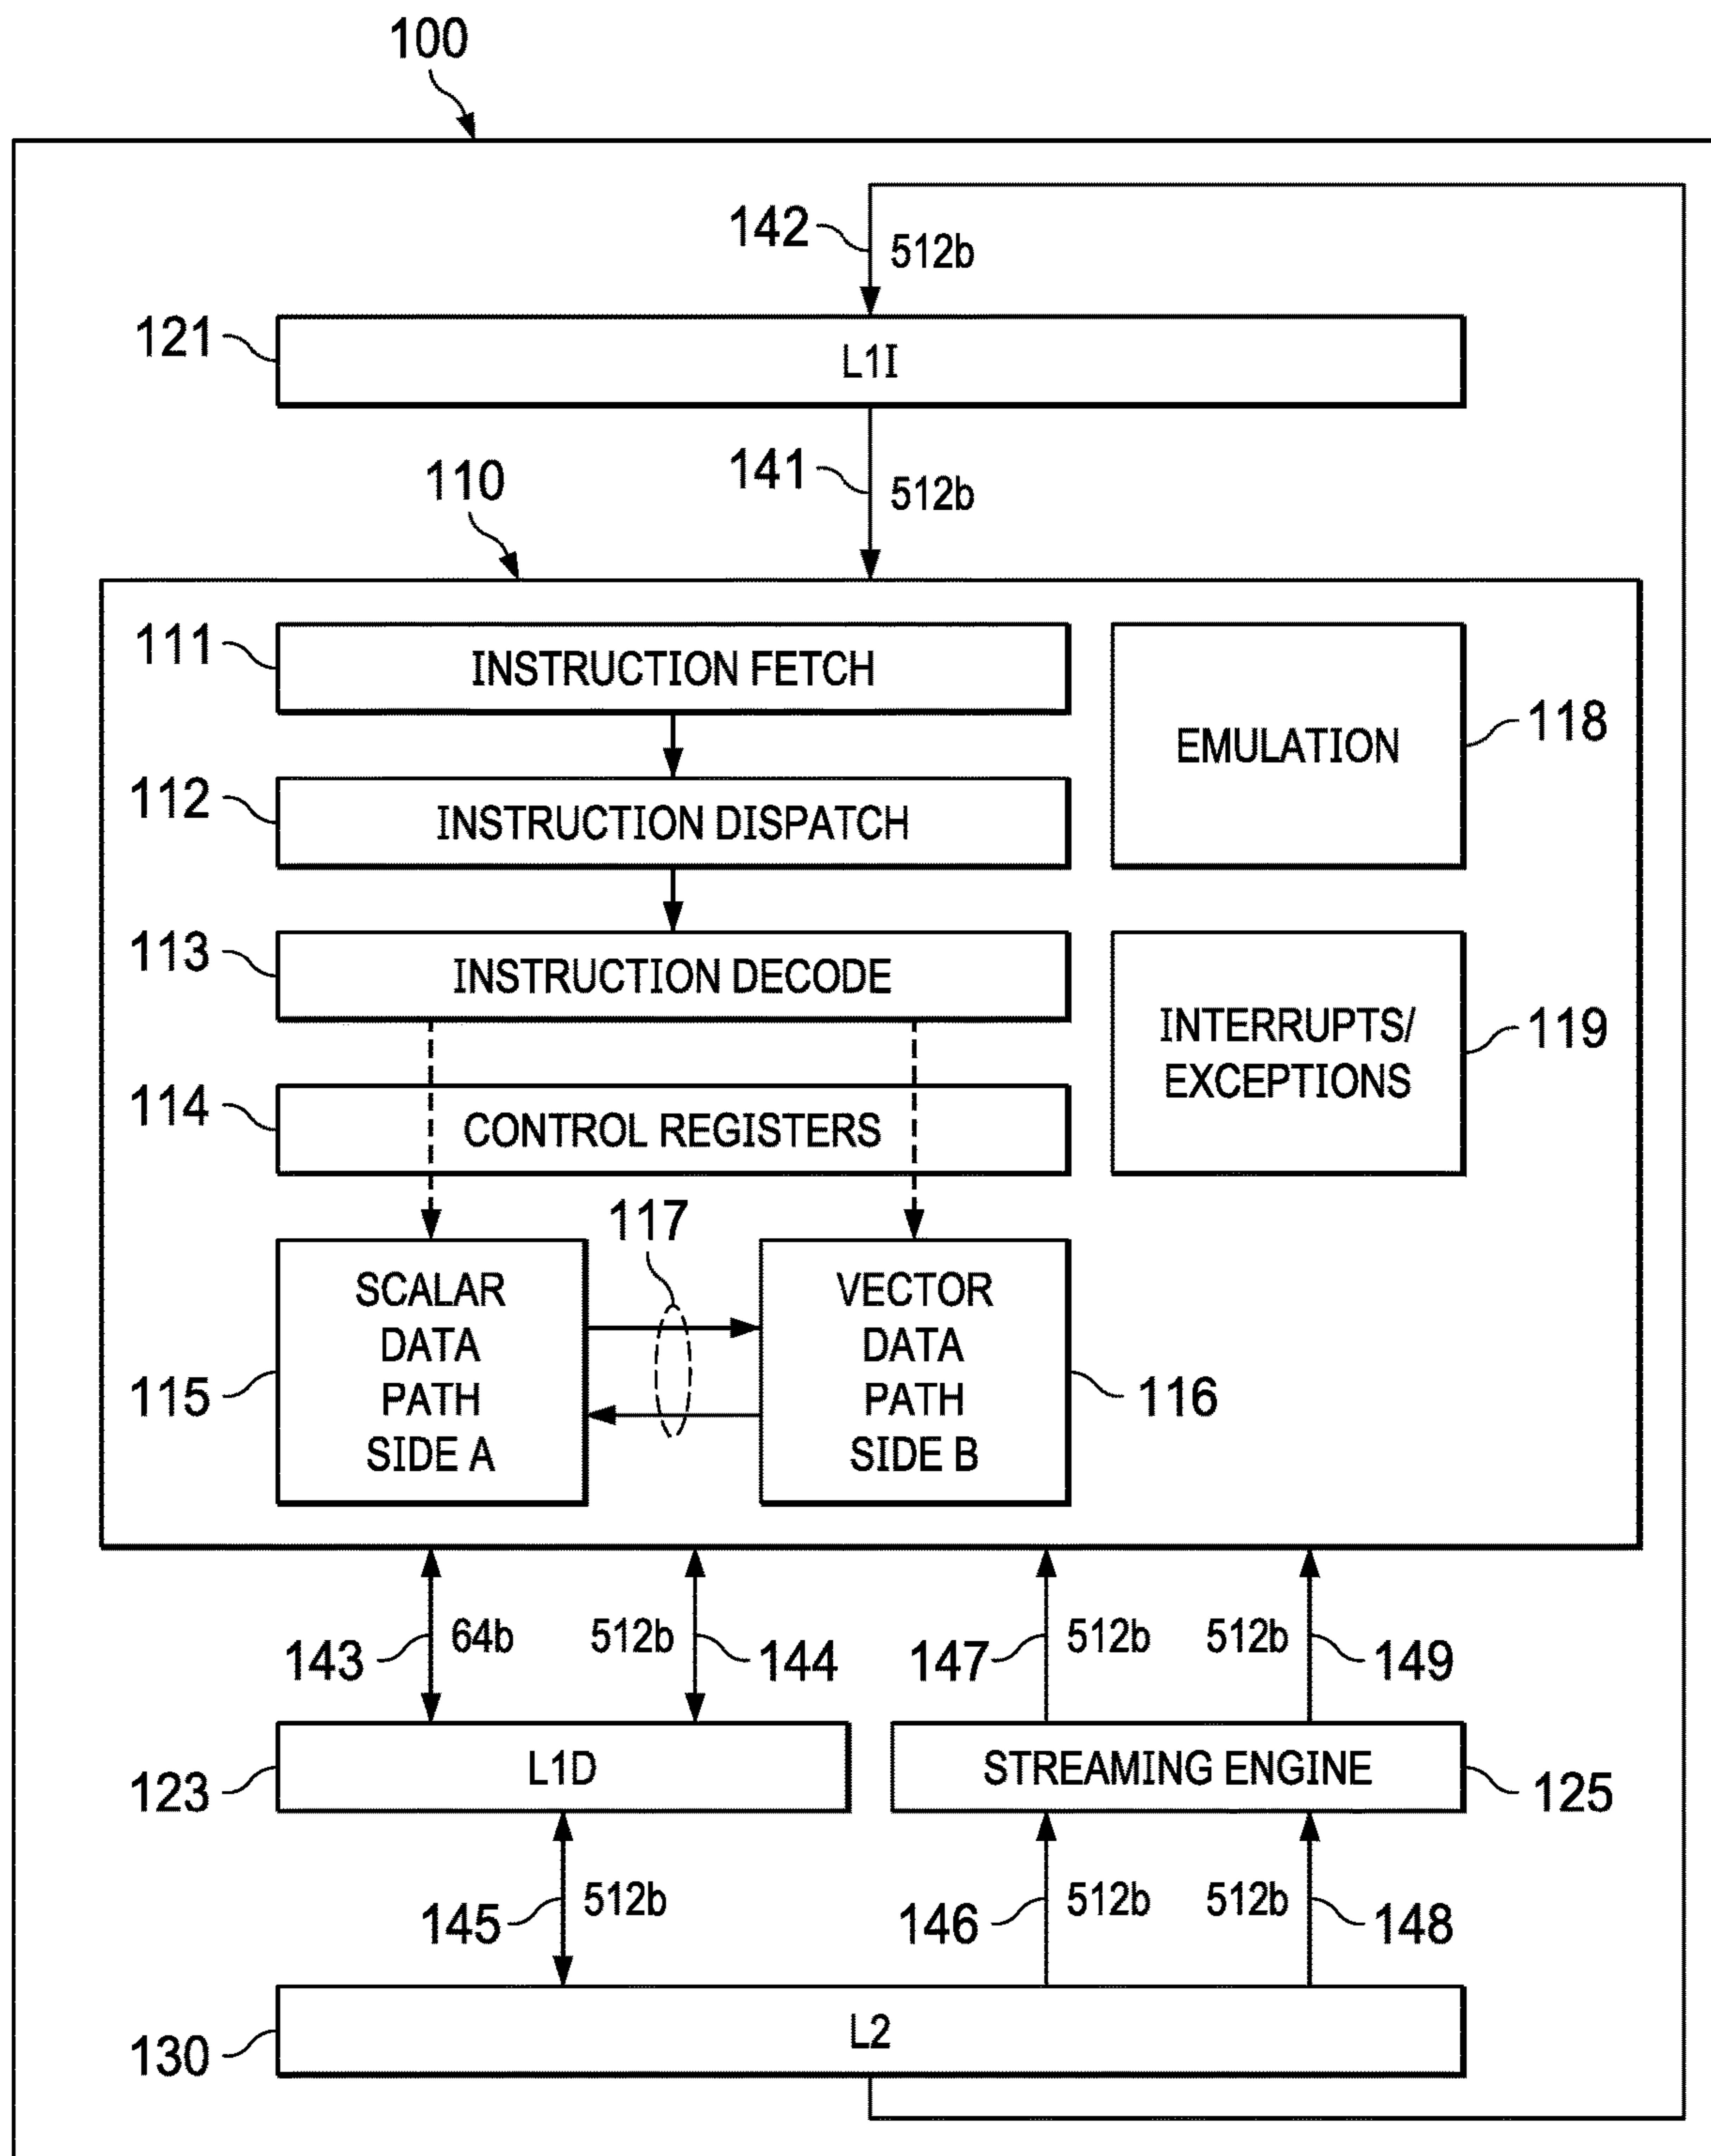 100
142
512b
121
L1I
141
512b
110
111
INSTRUCTION FETCH
EMULATION
118
112
INSTRUCTION DISPATCH
113
INSTRUCTION DECODE
INTERRUPTS/
EXCEPTIONS
119
114
CONTROL REGISTERS
117
SCALAR
DATA
PATH
SIDE A
115
VECTOR
DATA
PATH
SIDE B
116
143
64b
512b
144
147
512b
512b
149
123
L1D
STREAMING ENGINE
125
145
512b
146
512b
512b
148
130
L2